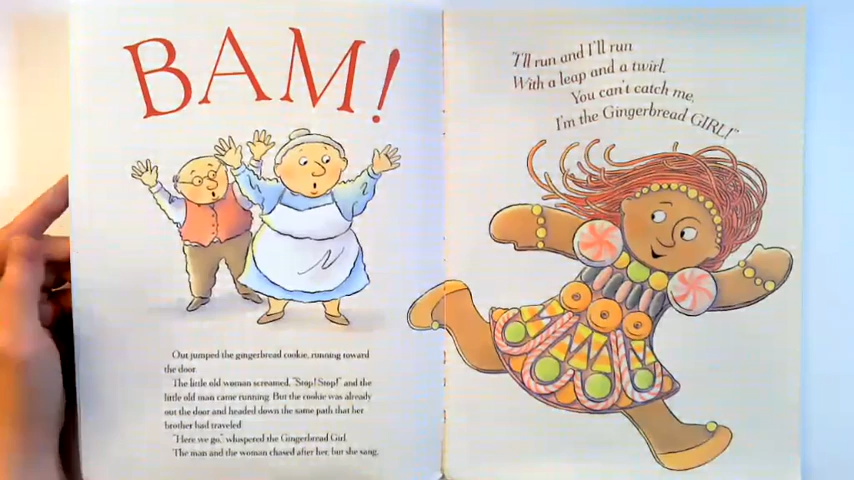 BAM!
Out jumped the gingerbread cookie, running toward
the door.
The little old woman screamed, "Stop! Stop!" and the
little old man came running. But the cookie was already
out the door and headed down the same path that her
brother had traveled.
"Here we go," whispered the Gingerbread Girl.
The man and the woman chased after her, but she sang,
"I'll run and I'll run
With a leap and a twirl.
You can't catch me,
I'm the Gingerbread GIRL!"